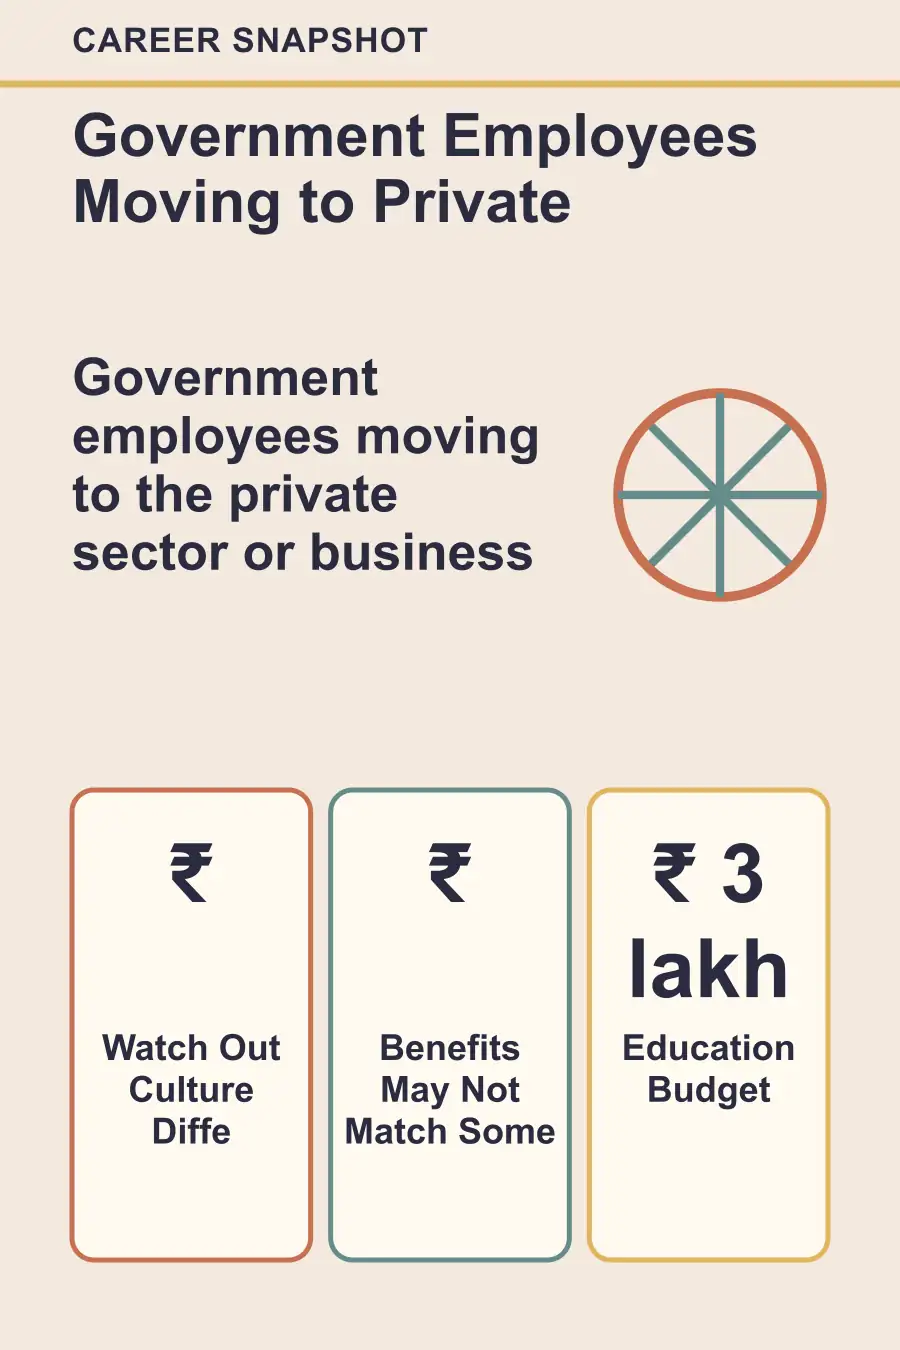 CAREER SNAPSHOT
Government Employees
Moving to Private
Government
employees moving
to the private
sector or business
₹
Watch Out
Culture
Diffe
₹
Benefits
May Not
Match Some
₹ 3
lakh
Education
Budget